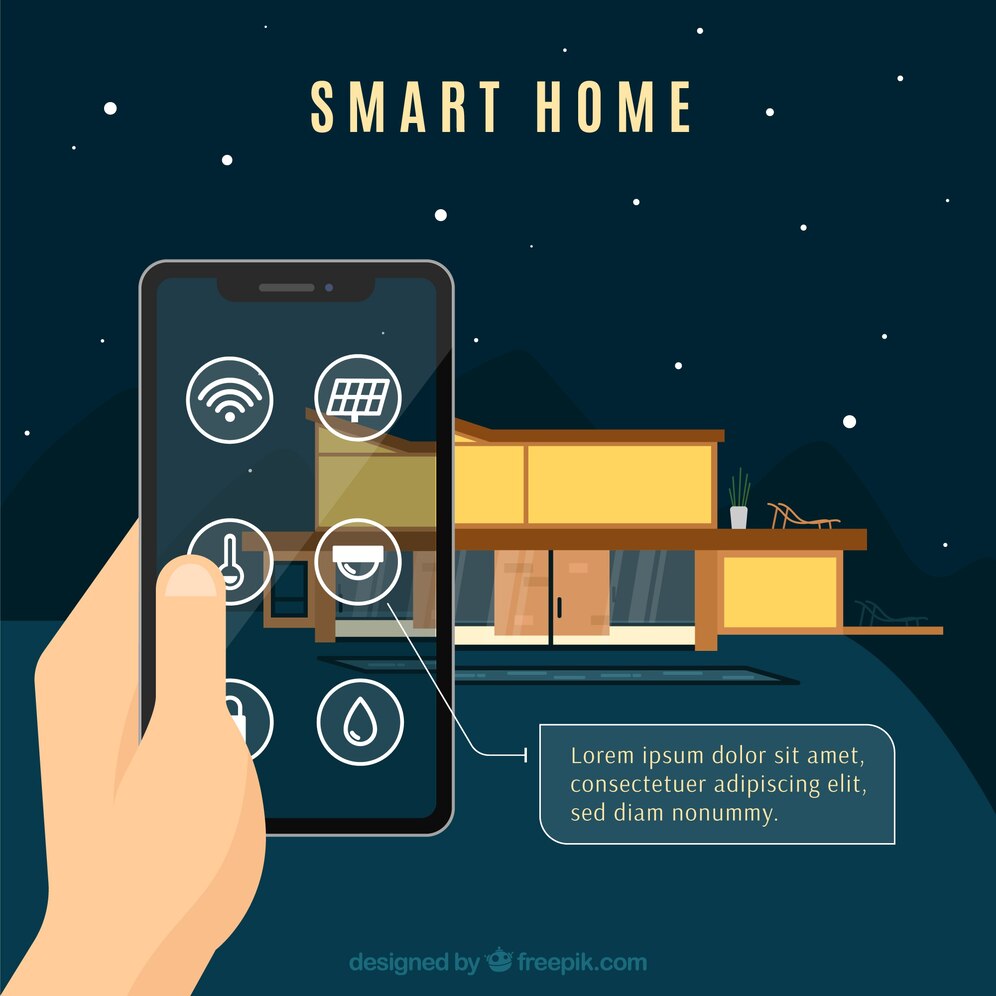 SMART HOME
Lorem ipsum dolor sit amet,
consectetuer adipiscing elit,
sed diam nonummy.
designed by freepik.com